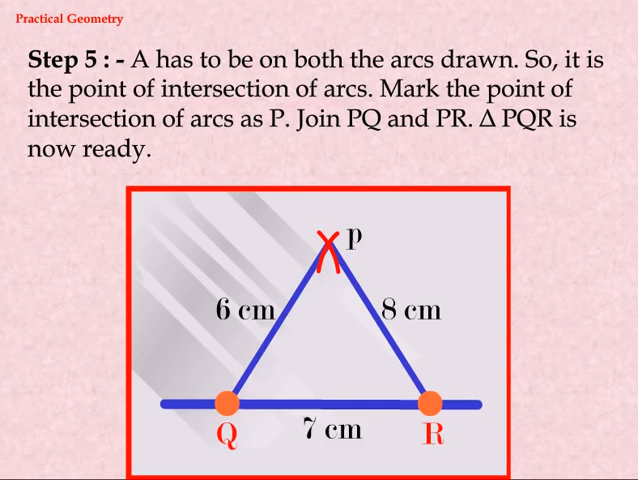 Practical Geometry
Step 5 : - A has to be on both the arcs drawn. So, it is
the point of intersection of arcs. Mark the point of
intersection of arcs as P. Join PQ and PR. Δ PQR is
now ready.
p
6 cm
8 cm
7 cm
Q
R